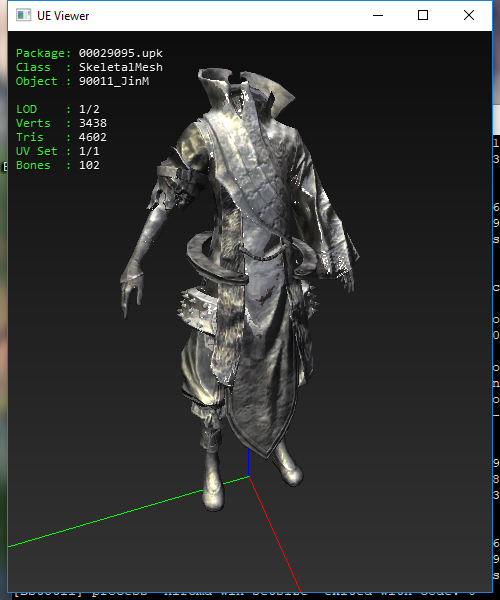 UE Viewer
Package: 00029095.upk
Class  : SkeletalMesh
Object : 90011_JinM
LOD    : 1/2
Verts  : 3438
Tris   : 4602
UV Set : 1/1
Bones  : 102